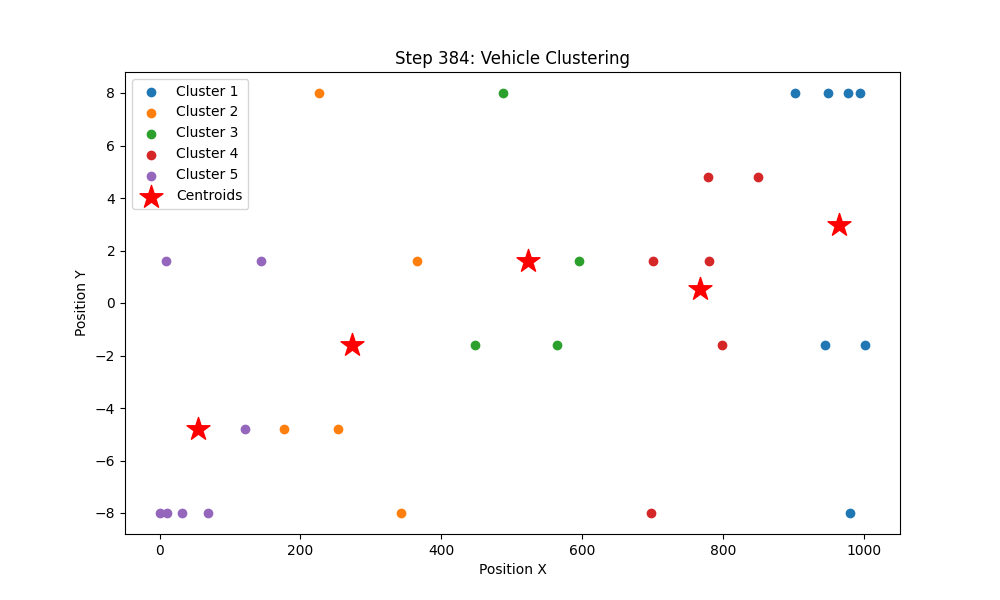 Step 384: Vehicle Clustering
Cluster 1
Cluster 2
Cluster 3
Cluster 4
Cluster 5
Centroids
Position Y
8
6
4
2
0
−2
−4
−6
−8
0 200 400 600 800 1000
Position X